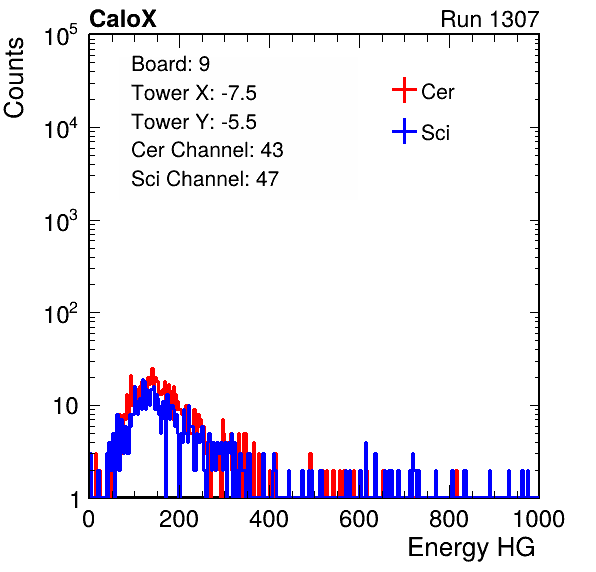 CaloX Run 1307
Counts
Board: 9
Tower X: -7.5
Tower Y: -5.5
Cer Channel: 43
Sci Channel: 47
Cer
Sci
10^5
10^4
10^3
10^2
10
1
0 200 400 600 800 1000
Energy HG